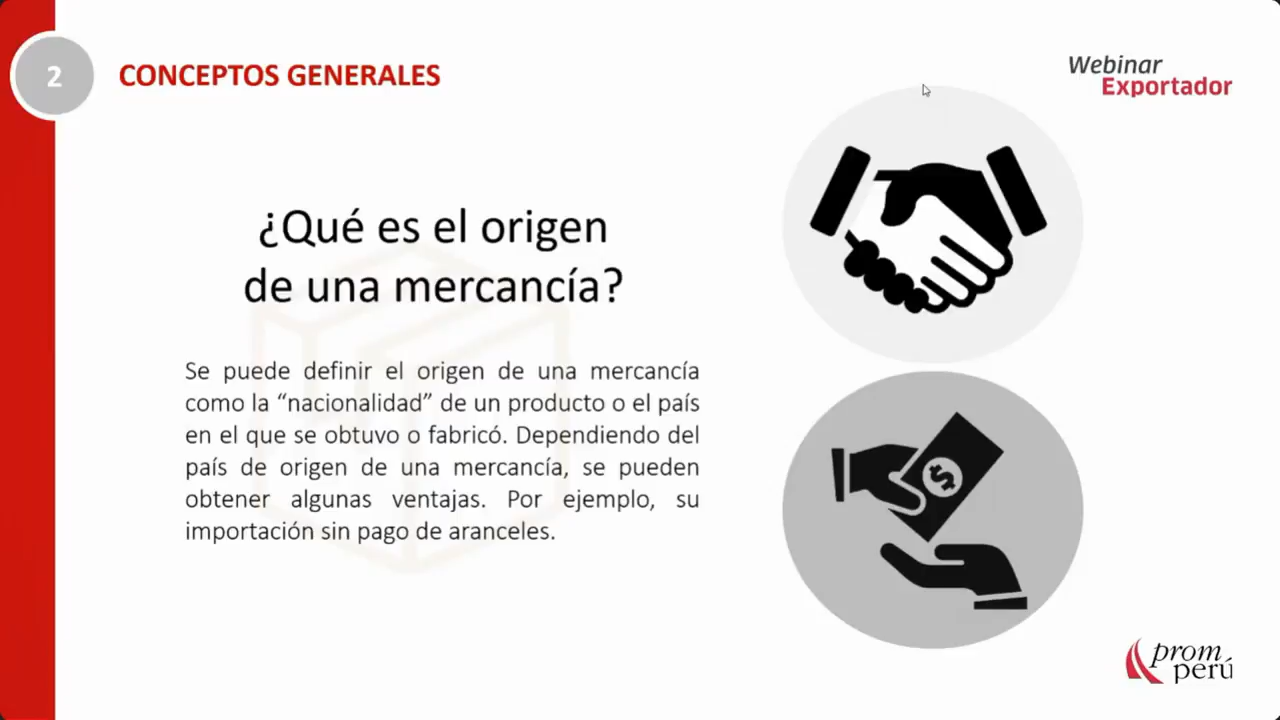 2
CONCEPTOS GENERALES
Webinar
Exportador
¿Qué es el origen
de una mercancía?
Se puede definir el origen de una mercancía
como la “nacionalidad” de un producto o el país
en el que se obtuvo o fabricó. Dependiendo del
país de origen de una mercancía, se pueden
obtener algunas ventajas. Por ejemplo, su
importación sin pago de aranceles.
$
prom
perú